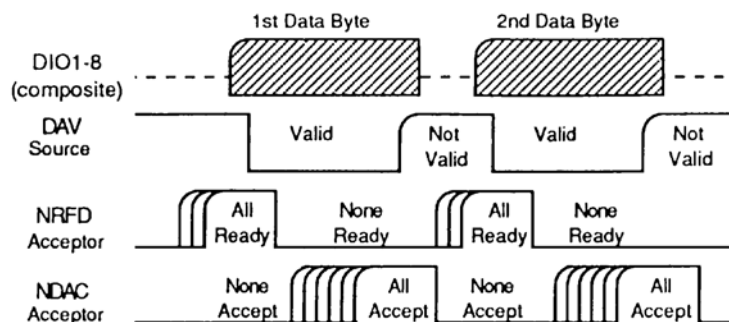 1st Data Byte 2nd Data Byte
DIO1-8
(composite)
DAV
Source
Valid Not Valid Valid Not Valid
NRFD
Acceptor
All Ready None Ready All Ready None Ready
NDAC
Acceptor
None Accept All Accept None Accept All Accept